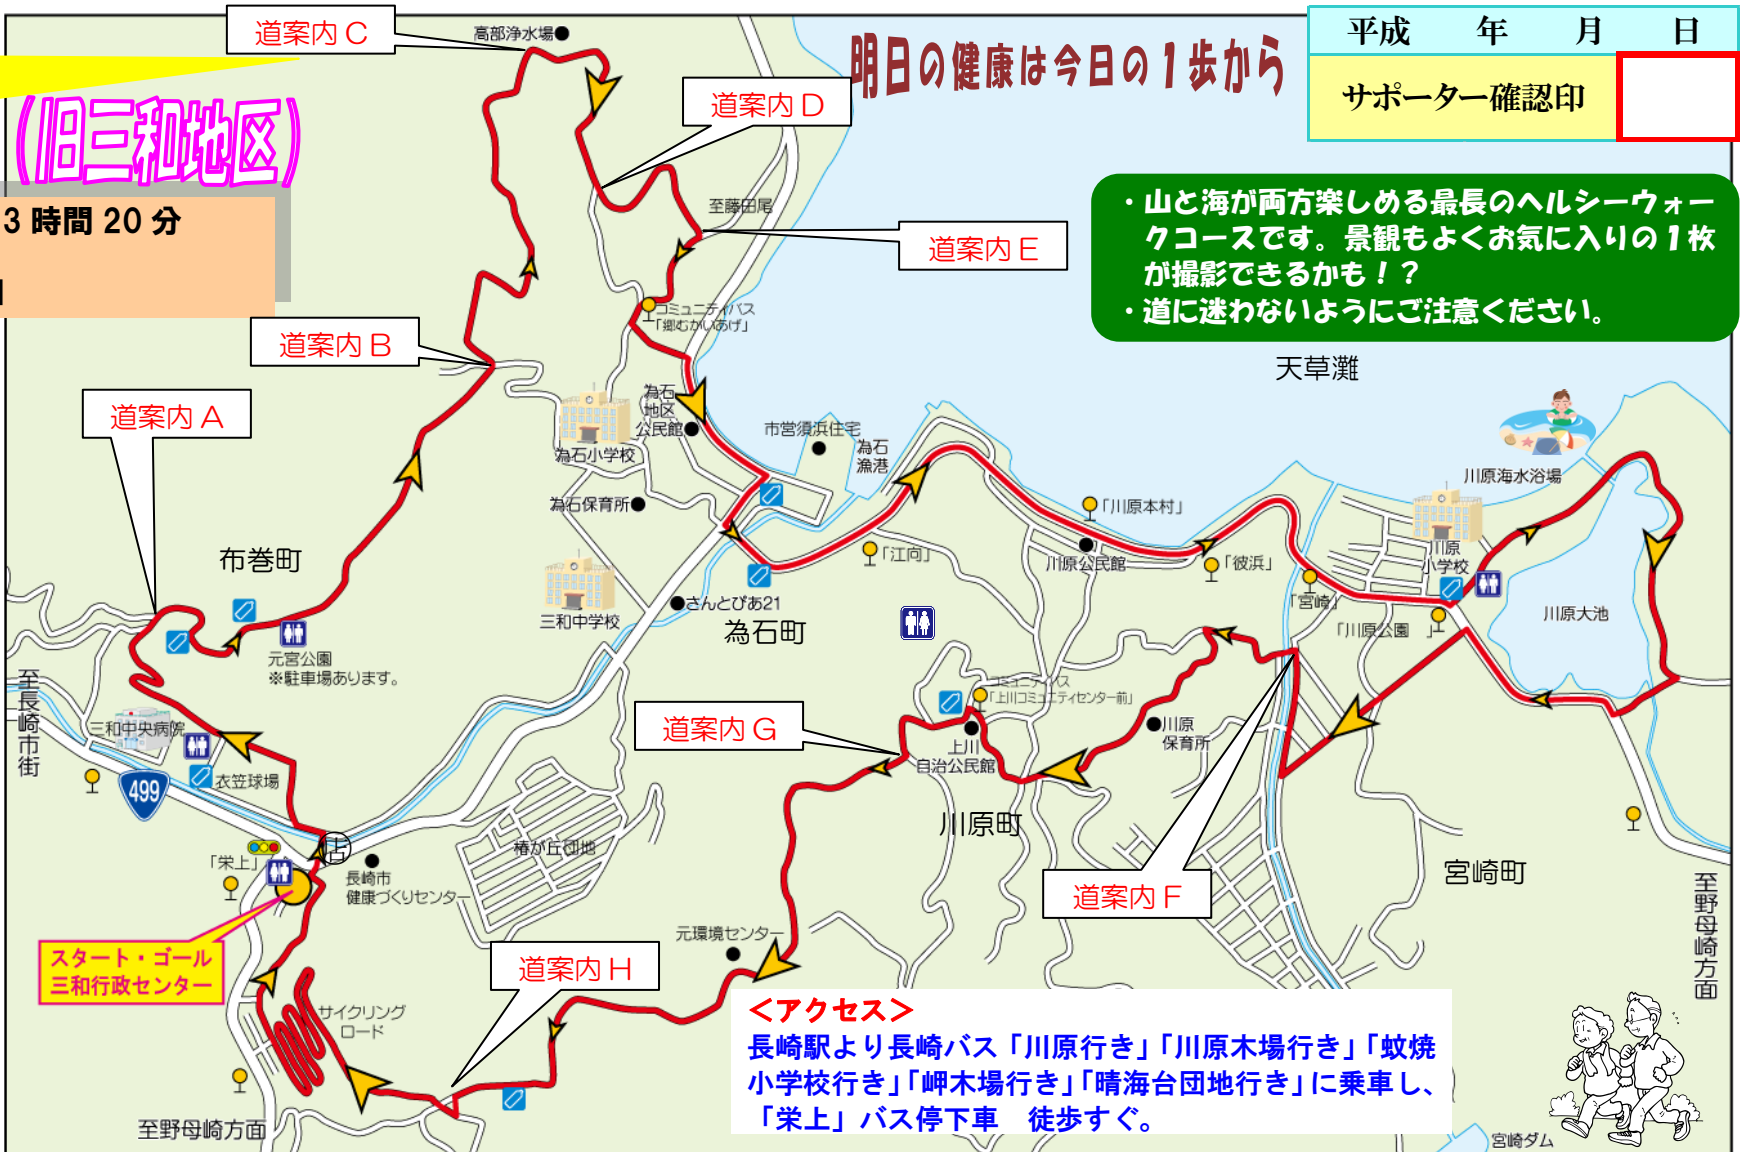 道案内 C
高部浄水場
明日の健康は今日の1歩から
平成 年 月 日
サポーター確認印
(旧三和地区)
道案内 D
3 時間 20 分
・山と海が両方楽しめる最長のヘルシーウォー
クコースです。景観もよくお気に入りの1枚
が撮影できるかも！？
・道に迷わないようにご注意ください。
至藤田尾
道案内 E
コミュニティバス
「郷むかいあげ」
道案内 B
天草灘
道案内 A
為石
地区
公民館
為石小学校
市営須浜住宅
為石
漁港
川原海水浴場
為石保育所
「川原本村」
布巻町
「江向」
川原公民館
「彼浜」
川原
小学校
三和中学校
さんとぴあ21
為石町
「宮崎」
「川原公園 」
川原大池
元宮公園
※駐車場あります。
至長崎市街
コミュニティバス
「上川コミュニティセンター前」
三和中央病院
道案内 G
上川
自治公民館
川原
保育所
衣笠球場
499
川原町
「栄上」
占
長崎市
健康づくりセンター
椿が丘団地
道案内 F
宮崎町
至野母崎方面
元環境センター
スタート・ゴール
三和行政センター
道案内 H
サイクリング
ロード
＜アクセス＞
長崎駅より長崎バス「川原行き」「川原木場行き」「蚊焼
小学校行き」「岬木場行き」「晴海台団地行き」に乗車し、
「栄上」バス停下車 徒歩すぐ。
至野母崎方面
宮崎ダム